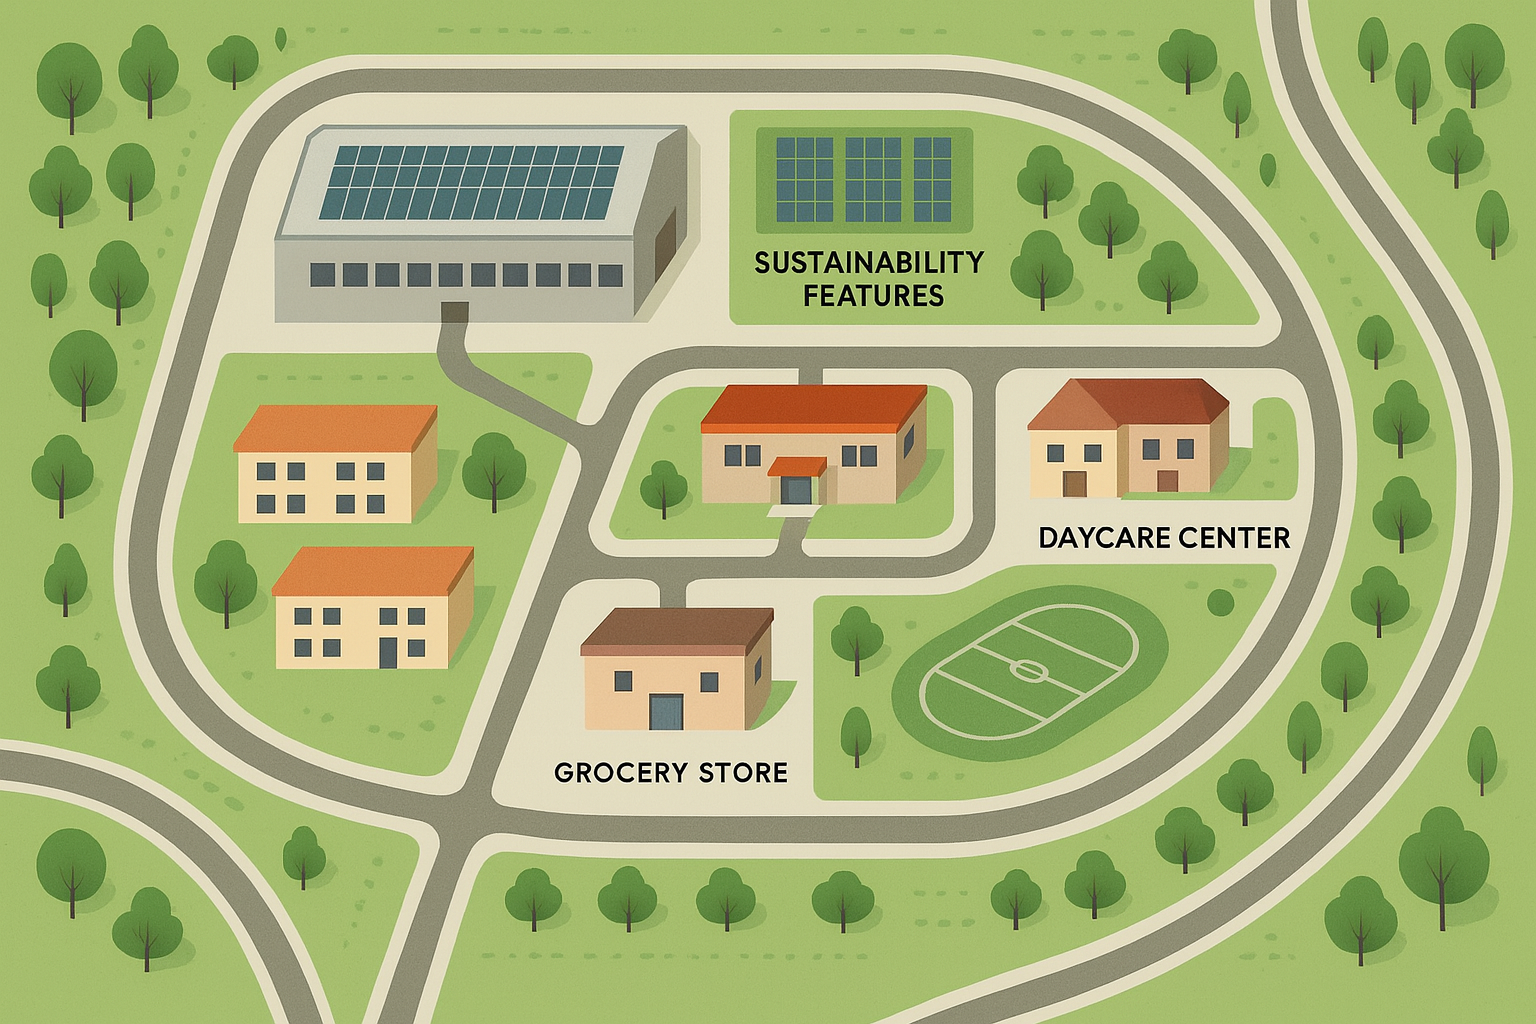 SUSTAINABILITY
FEATURES
DAYCARE CENTER
GROCERY STORE